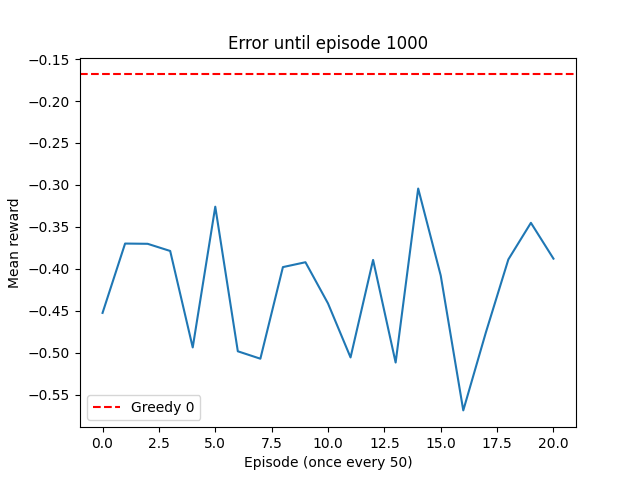 Error until episode 1000
−0.15
−0.20
−0.25
−0.30
−0.35
−0.40
−0.45
−0.50
−0.55
Mean reward
Greedy 0
0.0 2.5 5.0 7.5 10.0 12.5 15.0 17.5 20.0
Episode (once every 50)